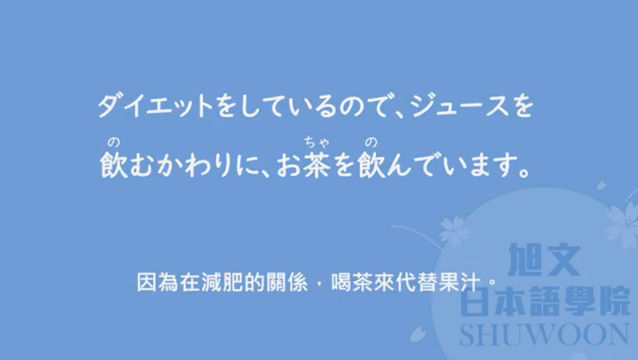 ダイエットをしているので、ジュースを
の ちゃ の
飲むかわりに、お茶を飲んでいます。
因為在減肥的關係，喝茶來代替果汁。
旭文
日本語學院
SHUWOON